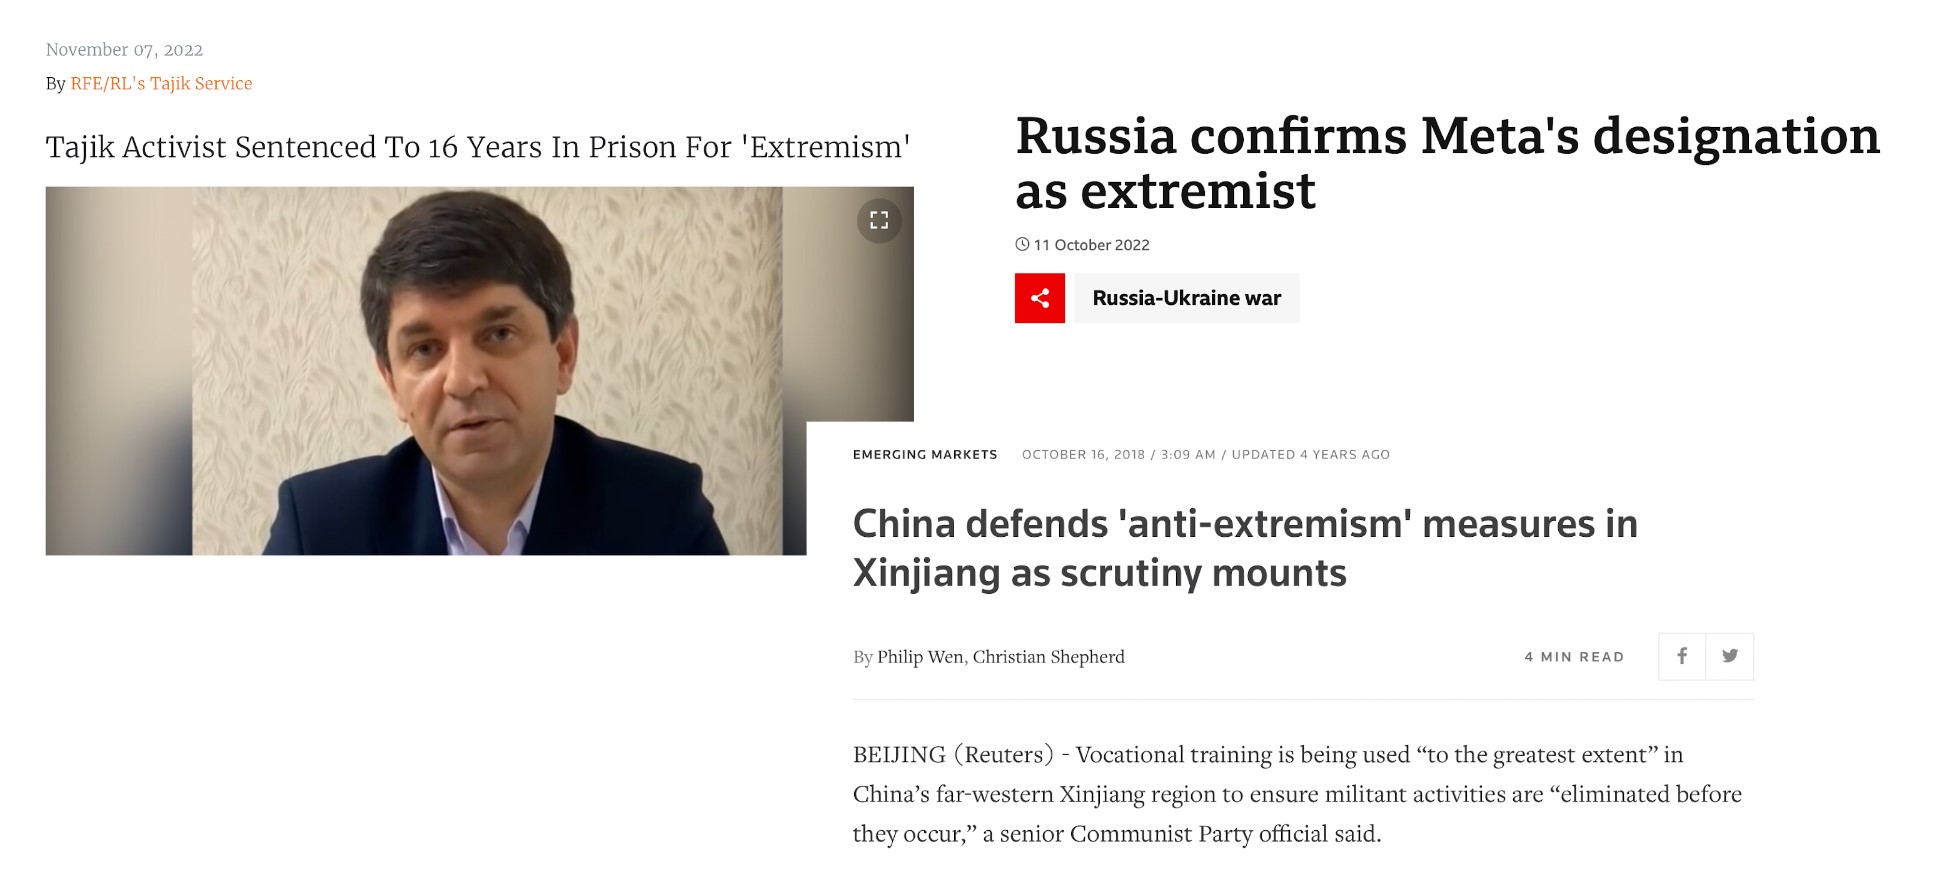 November 07, 2022
By RFE/RL's Tajik Service
Tajik Activist Sentenced To 16 Years In Prison For 'Extremism'
Russia confirms Meta's designation
as extremist
11 October 2022
Russia-Ukraine war
EMERGING MARKETS OCTOBER 16, 2018 / 3:09 AM / UPDATED 4 YEARS AGO
China defends 'anti-extremism' measures in
Xinjiang as scrutiny mounts
By Philip Wen, Christian Shepherd
4 MIN READ
BEIJING (Reuters) - Vocational training is being used “to the greatest extent” in
China’s far-western Xinjiang region to ensure militant activities are “eliminated before
they occur,” a senior Communist Party official said.